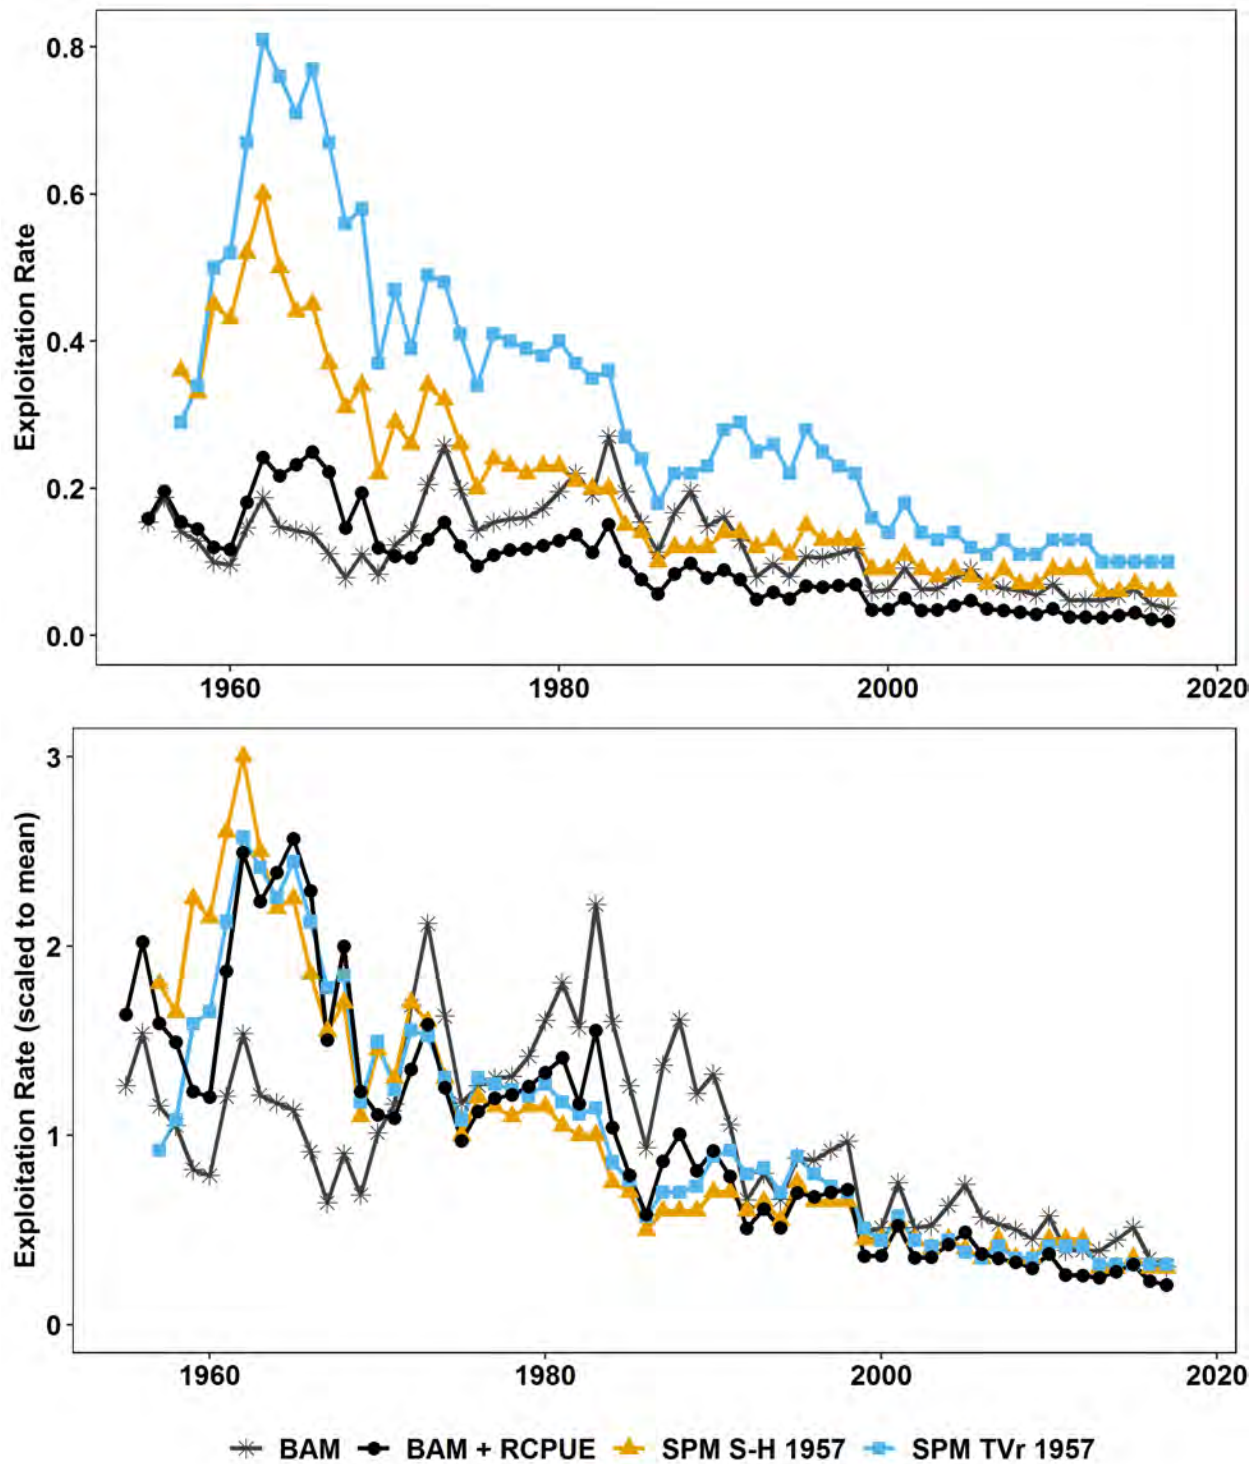 Exploitation Rate
0.8
0.6
0.4
0.2
0.0
1960 1980 2000 2020
Exploitation Rate (scaled to mean)
3
2
1
0
1960 1980 2000 2020
BAM BAM + RCPUE SPM S-H 1957 SPM TVr 1957